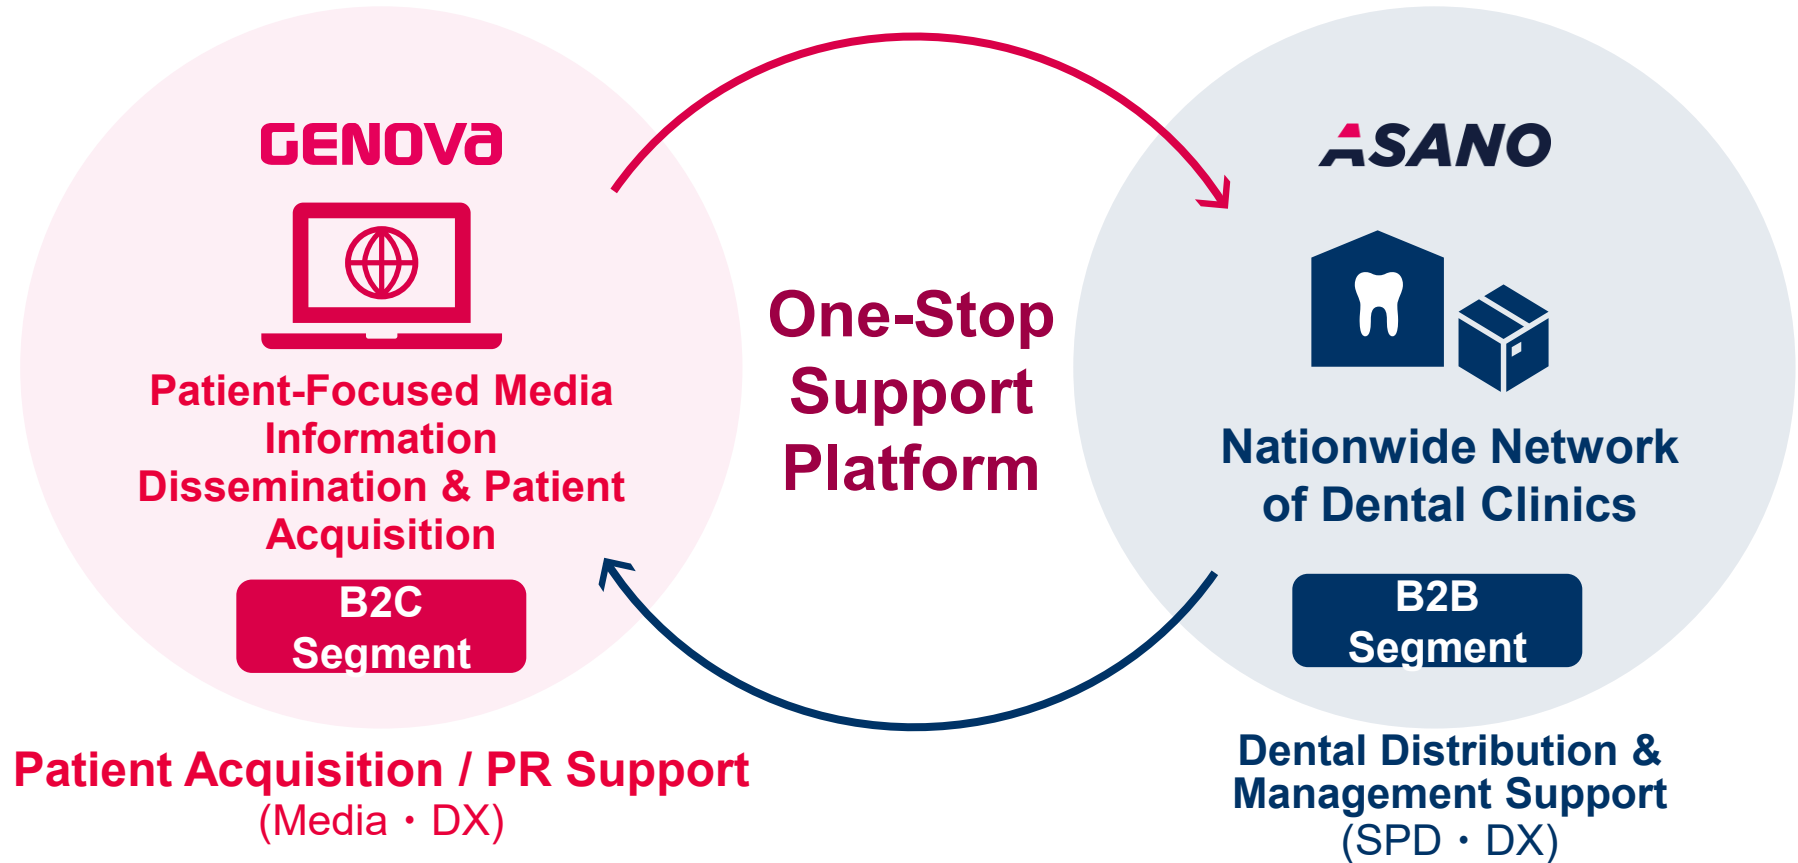 GENOVA
Patient-Focused Media
Information
Dissemination & Patient
Acquisition
B2C
Segment
Patient Acquisition / PR Support
(Media・DX)
One-Stop
Support
Platform
ASANO
Nationwide Network
of Dental Clinics
B2B
Segment
Dental Distribution &
Management Support
(SPD・DX)